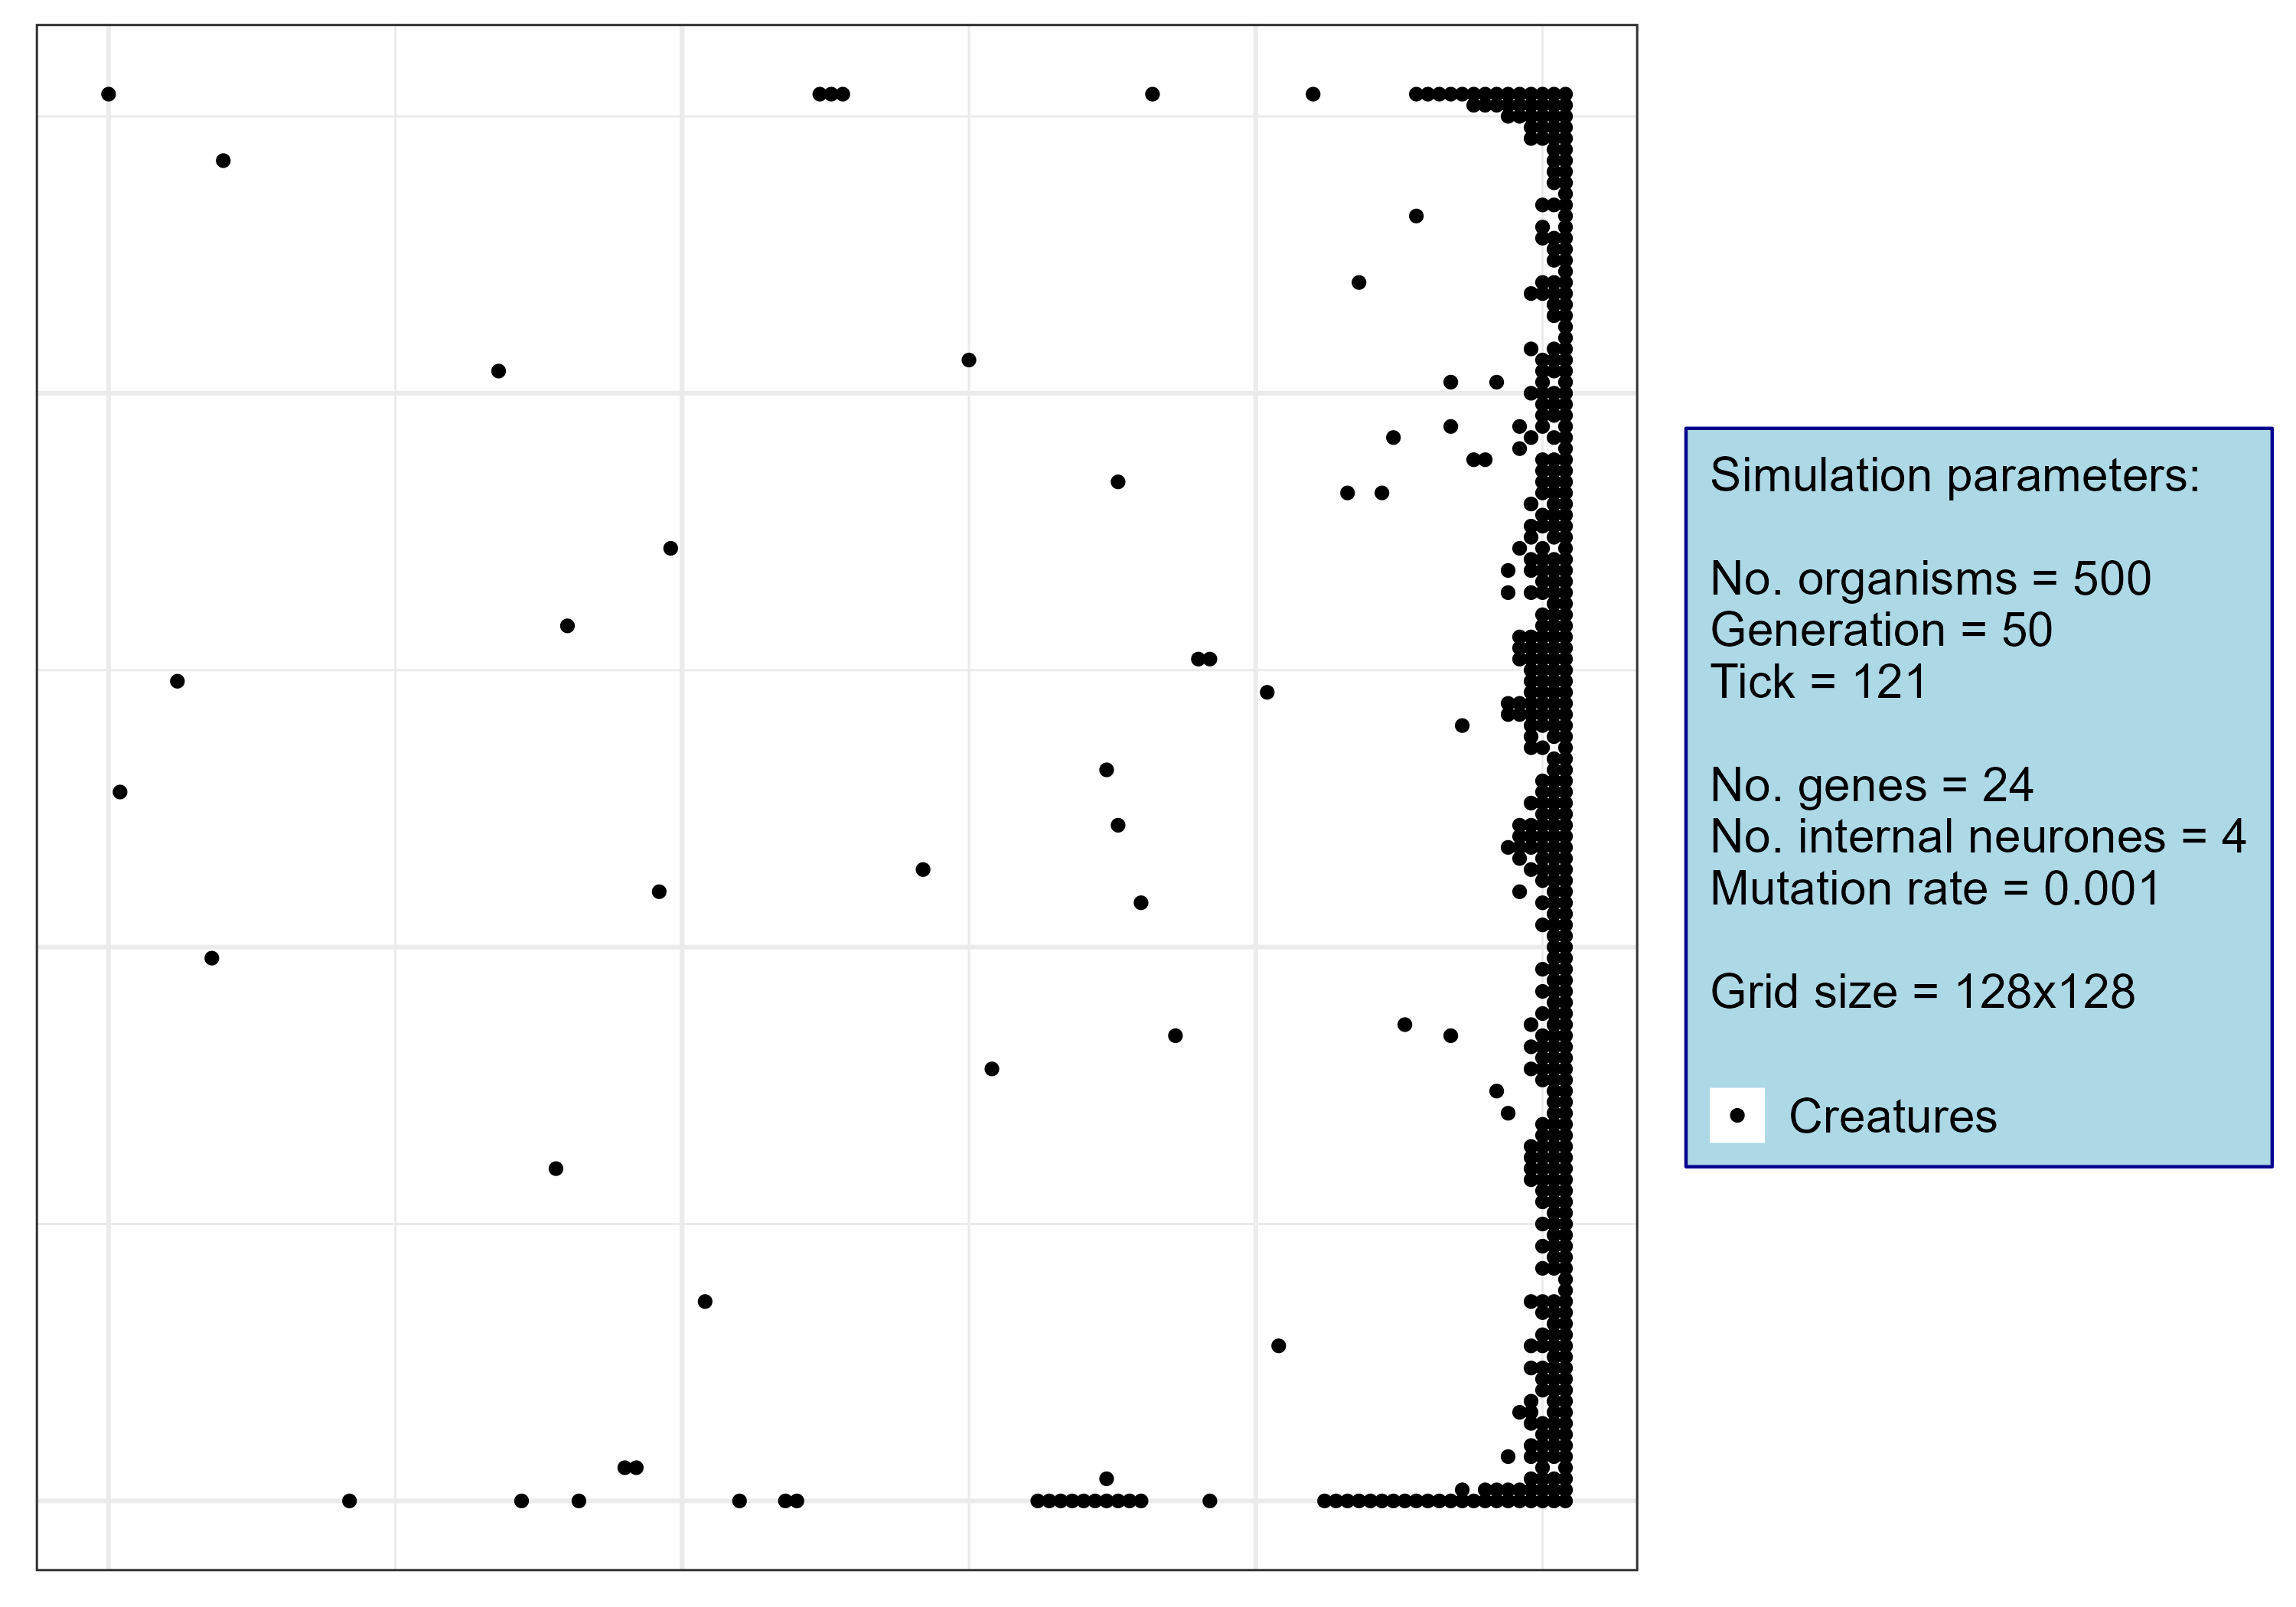 Simulation parameters:
No. organisms = 500
Generation = 50
Tick = 121
No. genes = 24
No. internal neurones = 4
Mutation rate = 0.001
Grid size = 128x128
Creatures